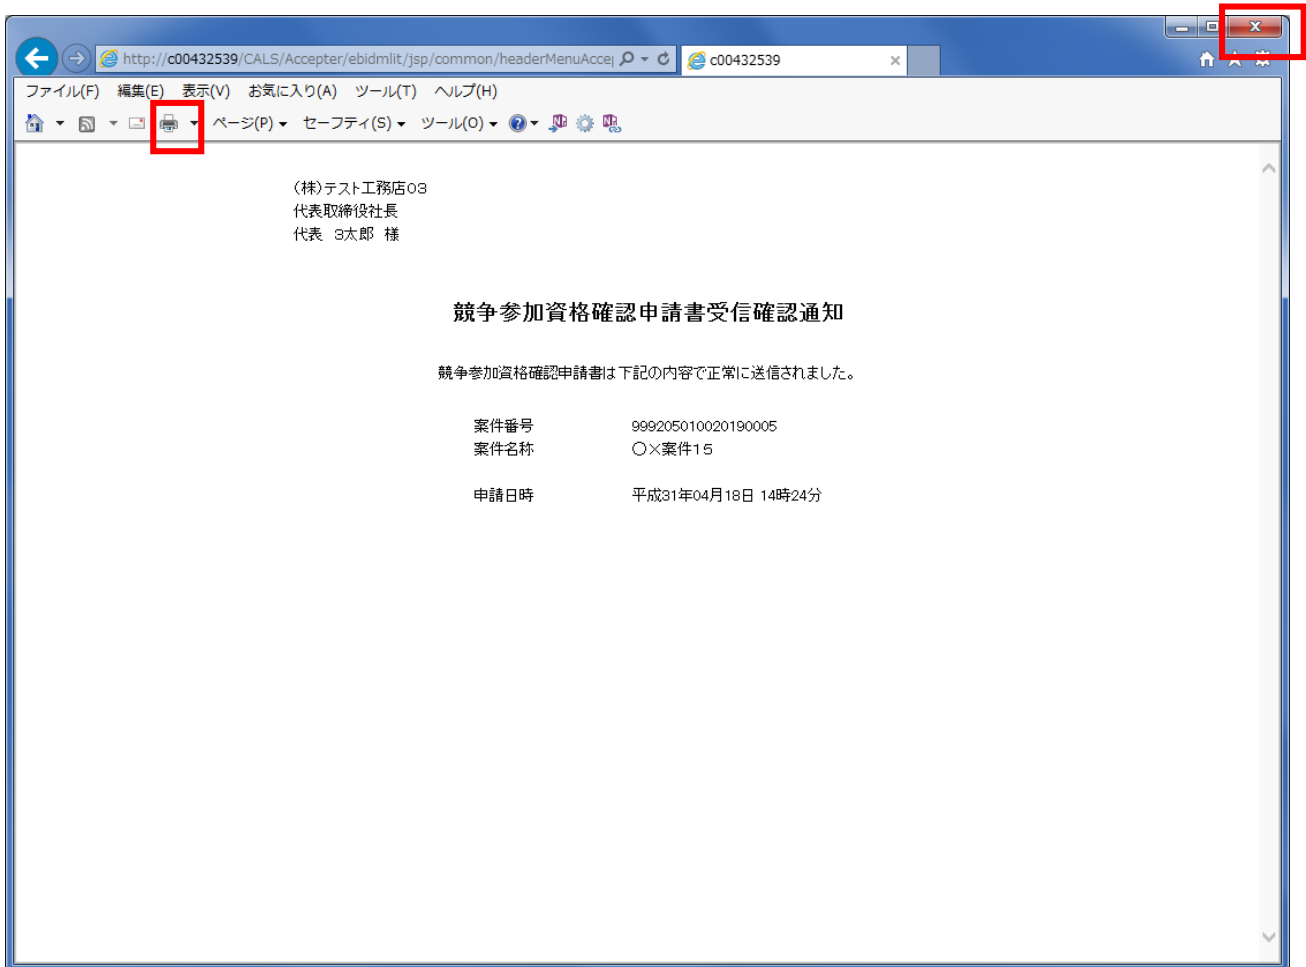 http://c00432539/CALS/Accepter/ebidmlit/jsp/common/headerMenuAccep
c00432539
ファイル(F) 編集(E) 表示(V) お気に入り(A) ツール(T) ヘルプ(H)
ページ(P) セーフティ(S) ツール(O)
(株)テスト工務店03
代表取締役社長
代表 3太郎 様
競争参加資格確認申請書受信確認通知
競争参加資格確認申請書は下記の内容で正常に送信されました。
案件番号 999205010020190005
案件名称 〇×案件15
申請日時 平成31年04月18日 14時24分